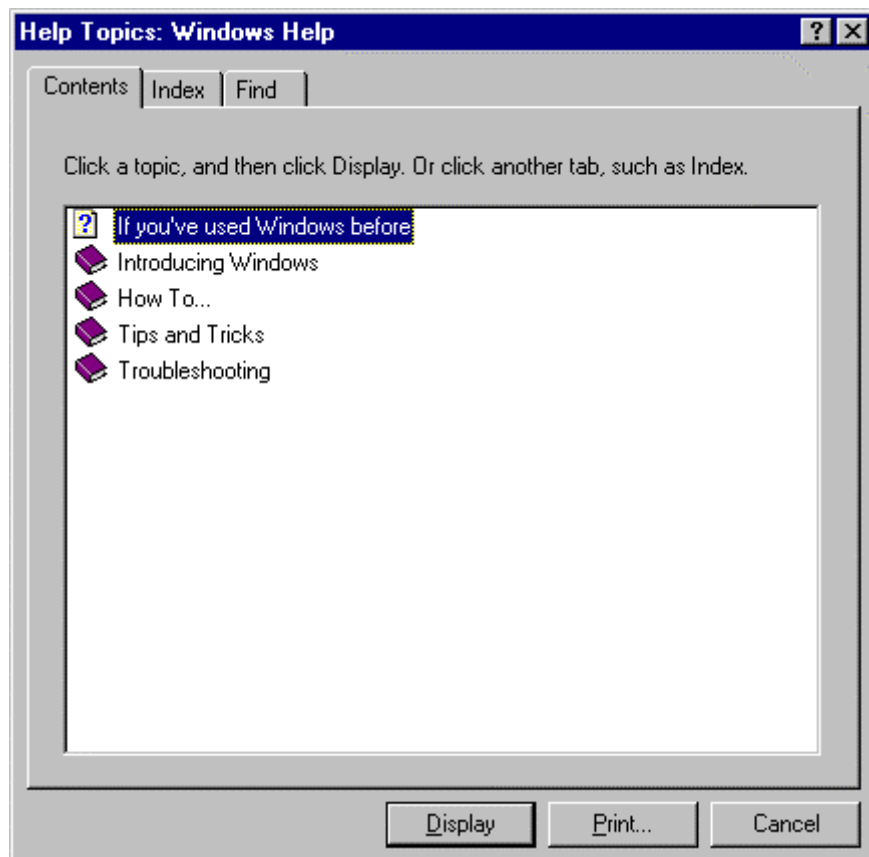 Help Topics: Windows Help
Contents Index Find
Click a topic, and then click Display. Or click another tab, such as Index.
If you've used Windows before
Introducing Windows
How To...
Tips and Tricks
Troubleshooting
Display Print... Cancel